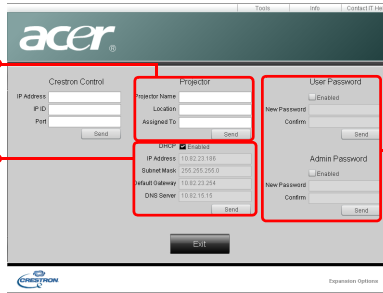 Tools Info Contact IT He
acer
®
Crestron Control
IP Address
IP ID
Port
Send
Projector
Projector Name
Location
Assigned To
Send
DHCP Enabled
IP Address 10.82.23.166
Subnet Mask 255.255.255.0
Default Gateway 10.82.23.254
DNS Server 10.82.15.15
Send
User Password
Enabled
New Password
Confirm
Send
Admin Password
Enabled
New Password
Confirm
Send
Exit
CRESTRON
Expansion Options